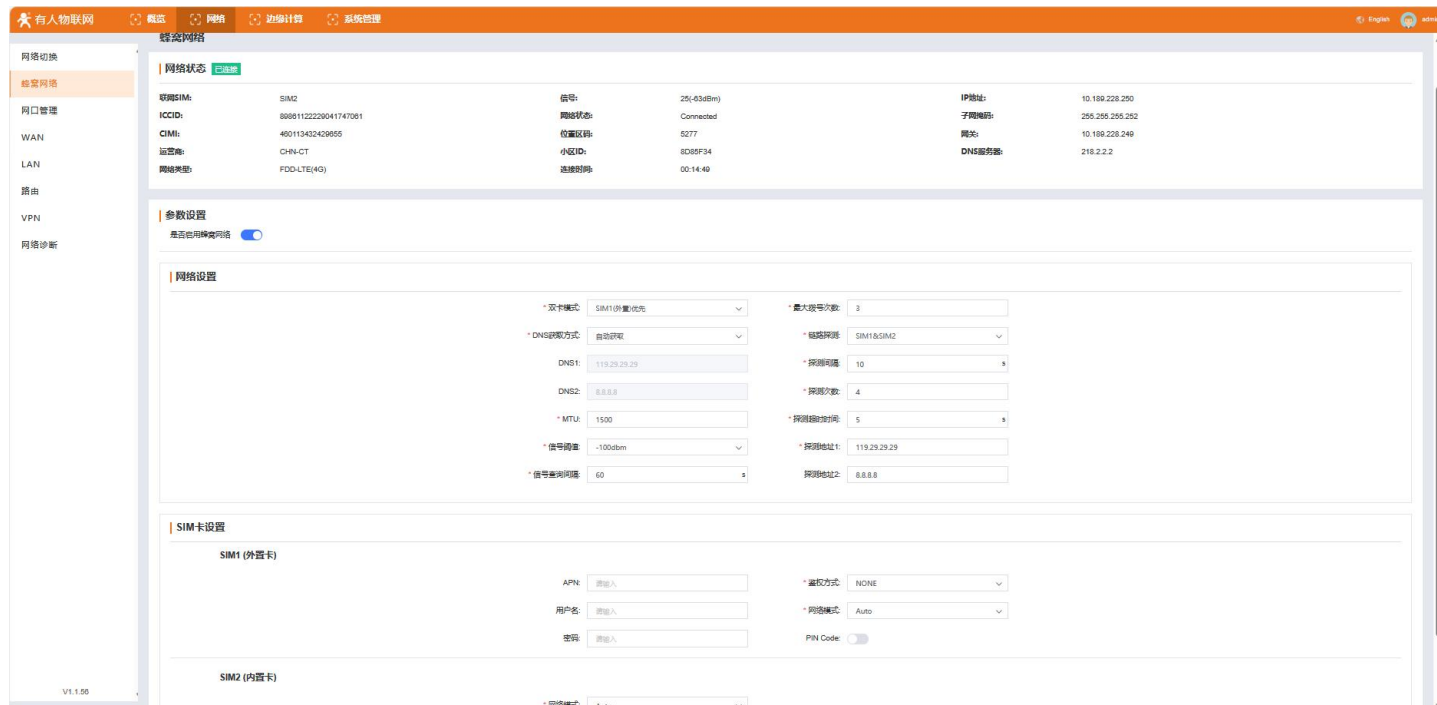 有人物联网 概览 网络 边缘计算 系统管理 English admi
网络切换
蜂窝网络
网口管理
WAN
LAN
路由
VPN
网络诊断
V1.1.56
蜂窝网络
网络状态 已连接
联网SIM: SIM2 信号: 25(-63dBm) IP地址: 10.189.228.250
ICCID: 89861122229041747061 网络状态: Connected 子网掩码: 255.255.255.252
CIMI: 460113432429655 位置区码: 5277 网关: 10.189.228.249
运营商: CHN-CT 小区ID: 8D85F34 DNS服务器: 218.2.2.2
网络类型: FDD-LTE(4G) 连接时间: 00:14:49
参数设置
是否启用蜂窝网络
网络设置
* 双卡模式: SIM1(外置)优先 * 最大拨号次数: 3
* DNS获取方式: 自动获取 * 链路探测: SIM1&SIM2
DNS1: 119.29.29.29 * 探测间隔: 10 s
DNS2: 8.8.8.8 * 探测次数: 4
* MTU: 1500 * 探测超时时间: 5 s
* 信号阈值: -100dbm * 探测地址1: 119.29.29.29
* 信号查询间隔: 60 s 探测地址2: 8.8.8.8
SIM卡设置
SIM1 (外置卡)
APN: 请输入 * 鉴权方式: NONE
用户名: 请输入 * 网络模式: Auto
密码: 请输入 PIN Code:
SIM2 (内置卡)
* 网络模式: